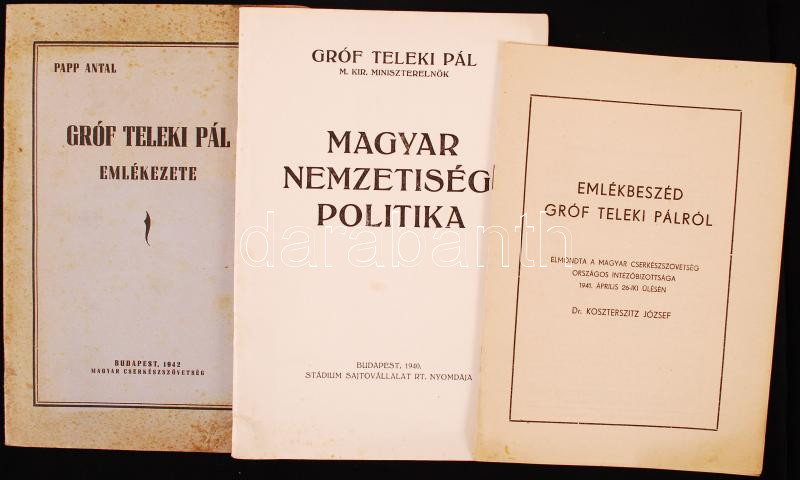 PAPP ANTAL
GRÓF TELEKI PÁL
EMLÉKEZETE
BUDAPEST, 1942
MAGYAR CSERKÉSZSZÖVETSÉG
GRÓF TELEKI PÁL
M. KIR. MINISZTERELNÖK
MAGYAR
NEMZETISÉG
POLITIKA
BUDAPEST, 1940.
STÁDIUM SAJTÓVÁLLALAT RT. NYOMDÁJA
EMLÉKBESZÉD
GRÓF TELEKI PÁLRÓL
ELMONDTA A MAGYAR CSERKÉSZSZÖVETSÉG
ORSZÁGOS INTÉZŐBIZOTTSÁGA
1941. ÁPRILIS 26-IKI ÜLÉSÉN
Dr. KOSZTERSZITZ JÓZSEF
darabanth